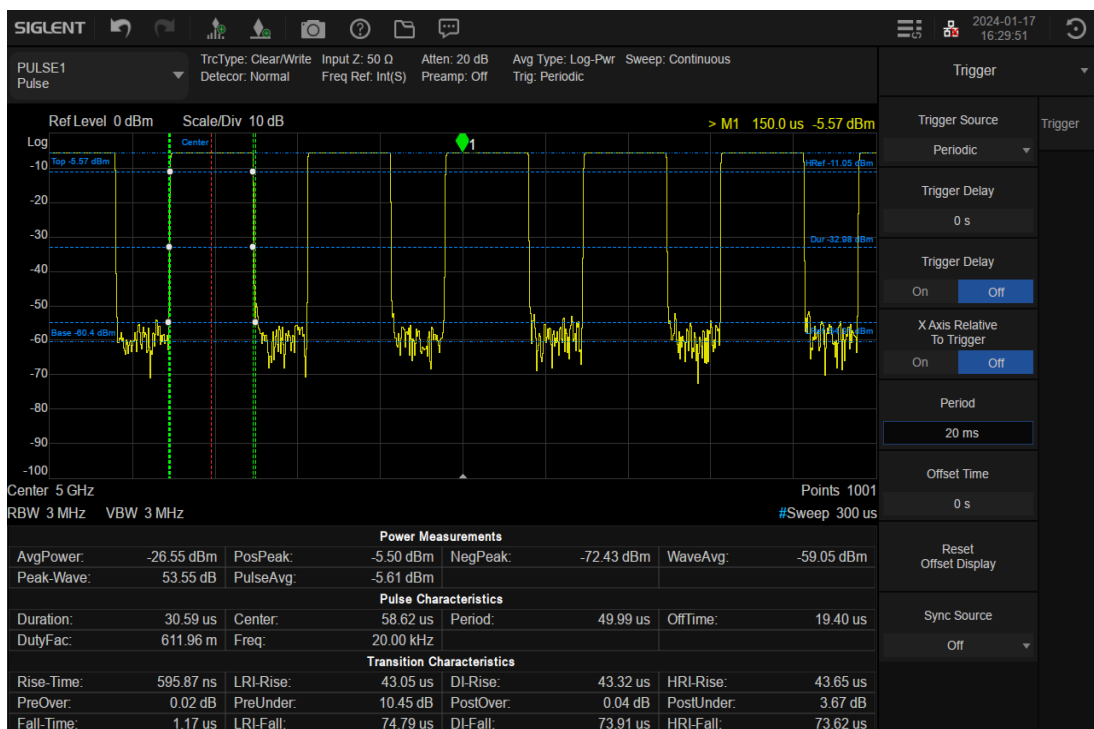 SIGLENT
2024-01-17
16:29:51
PULSE1
Pulse
TrcType: Clear/Write Input Z: 50 Ω Atten: 20 dB Avg Type: Log-Pwr Sweep: Continuous
Detecor: Normal Freq Ref: Int(S) Preamp: Off Trig: Periodic
Trigger
Ref Level 0 dBm Scale/Div 10 dB > M1 150.0 us -5.57 dBm
Trigger Source
Periodic
Trigger
Log
Center
1
Top -5.57 dBm
HRef -11.05 dBm
-10
Trigger Delay
0 s
-20
-30
Dur -32.98 dBm
Trigger Delay
On Off
-40
-50
Base -60.4 dBm
dBm
-60
X Axis Relative
To Trigger
On Off
-70
-80
Period
20 ms
-90
-100
Center 5 GHz Points 1001
RBW 3 MHz VBW 3 MHz #Sweep 300 us
Offset Time
0 s
Reset
Offset Display
Sync Source
Off
Power Measurements
AvgPower: -26.55 dBm PosPeak: -5.50 dBm NegPeak: -72.43 dBm WaveAvg: -59.05 dBm
Peak-Wave: 53.55 dB PulseAvg: -5.61 dBm
Pulse Characteristics
Duration: 30.59 us Center: 58.62 us Period: 49.99 us OffTime: 19.40 us
DutyFac: 611.96 m Freq: 20.00 kHz
Transition Characteristics
Rise-Time: 595.87 ns LRI-Rise: 43.05 us DI-Rise: 43.32 us HRI-Rise: 43.65 us
PreOver: 0.02 dB PreUnder: 10.45 dB PostOver: 0.04 dB PostUnder: 3.67 dB
Fall-Time: 1.17 us LRI-Fall: 74.79 us DI-Fall: 73.91 us HRI-Fall: 73.62 us